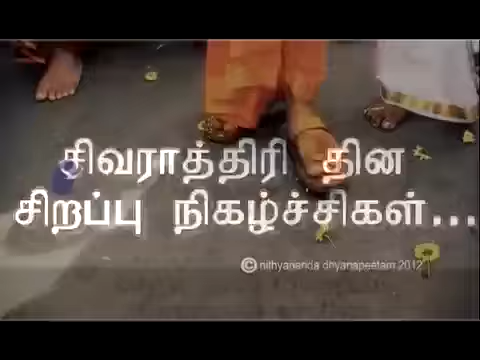 சிவராத்திரி தின
சிறப்பு நிகழ்ச்சிகள்...
© nithyananda dhyanapeetam 2012